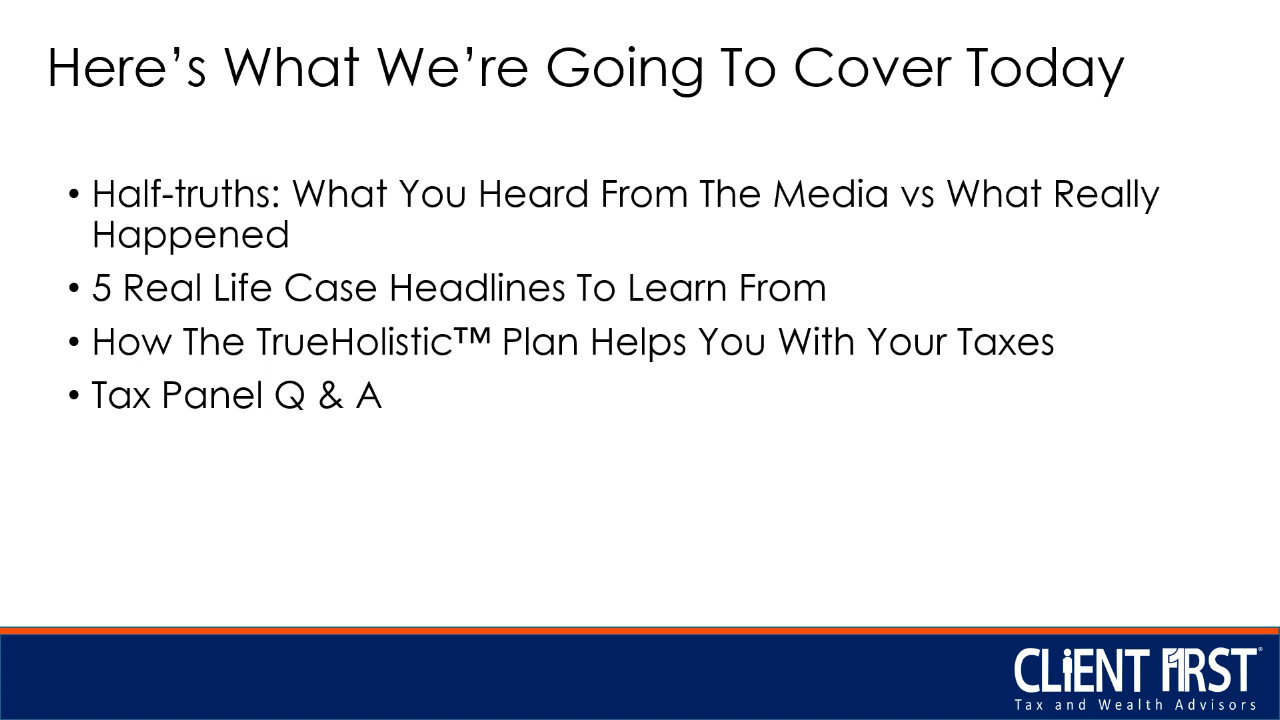 Here’s What We’re Going To Cover Today
• Half-truths: What You Heard From The Media vs What Really
Happened
• 5 Real Life Case Headlines To Learn From
• How The TrueHolistic™ Plan Helps You With Your Taxes
• Tax Panel Q & A
CLiENT FIRST®
Tax and Wealth Advisors